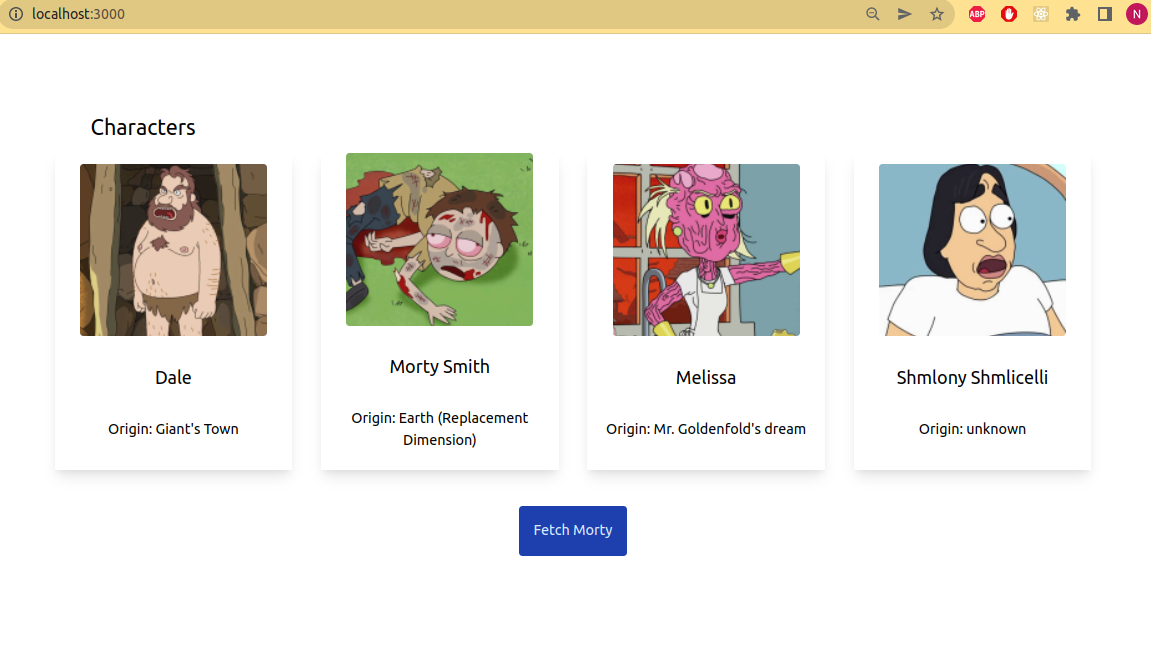 localhost:3000
ABP
N
Characters
Dale
Origin: Giant's Town
Morty Smith
Origin: Earth (Replacement
Dimension)
Melissa
Origin: Mr. Goldenfold's dream
Shmlony Shmlicelli
Origin: unknown
Fetch Morty